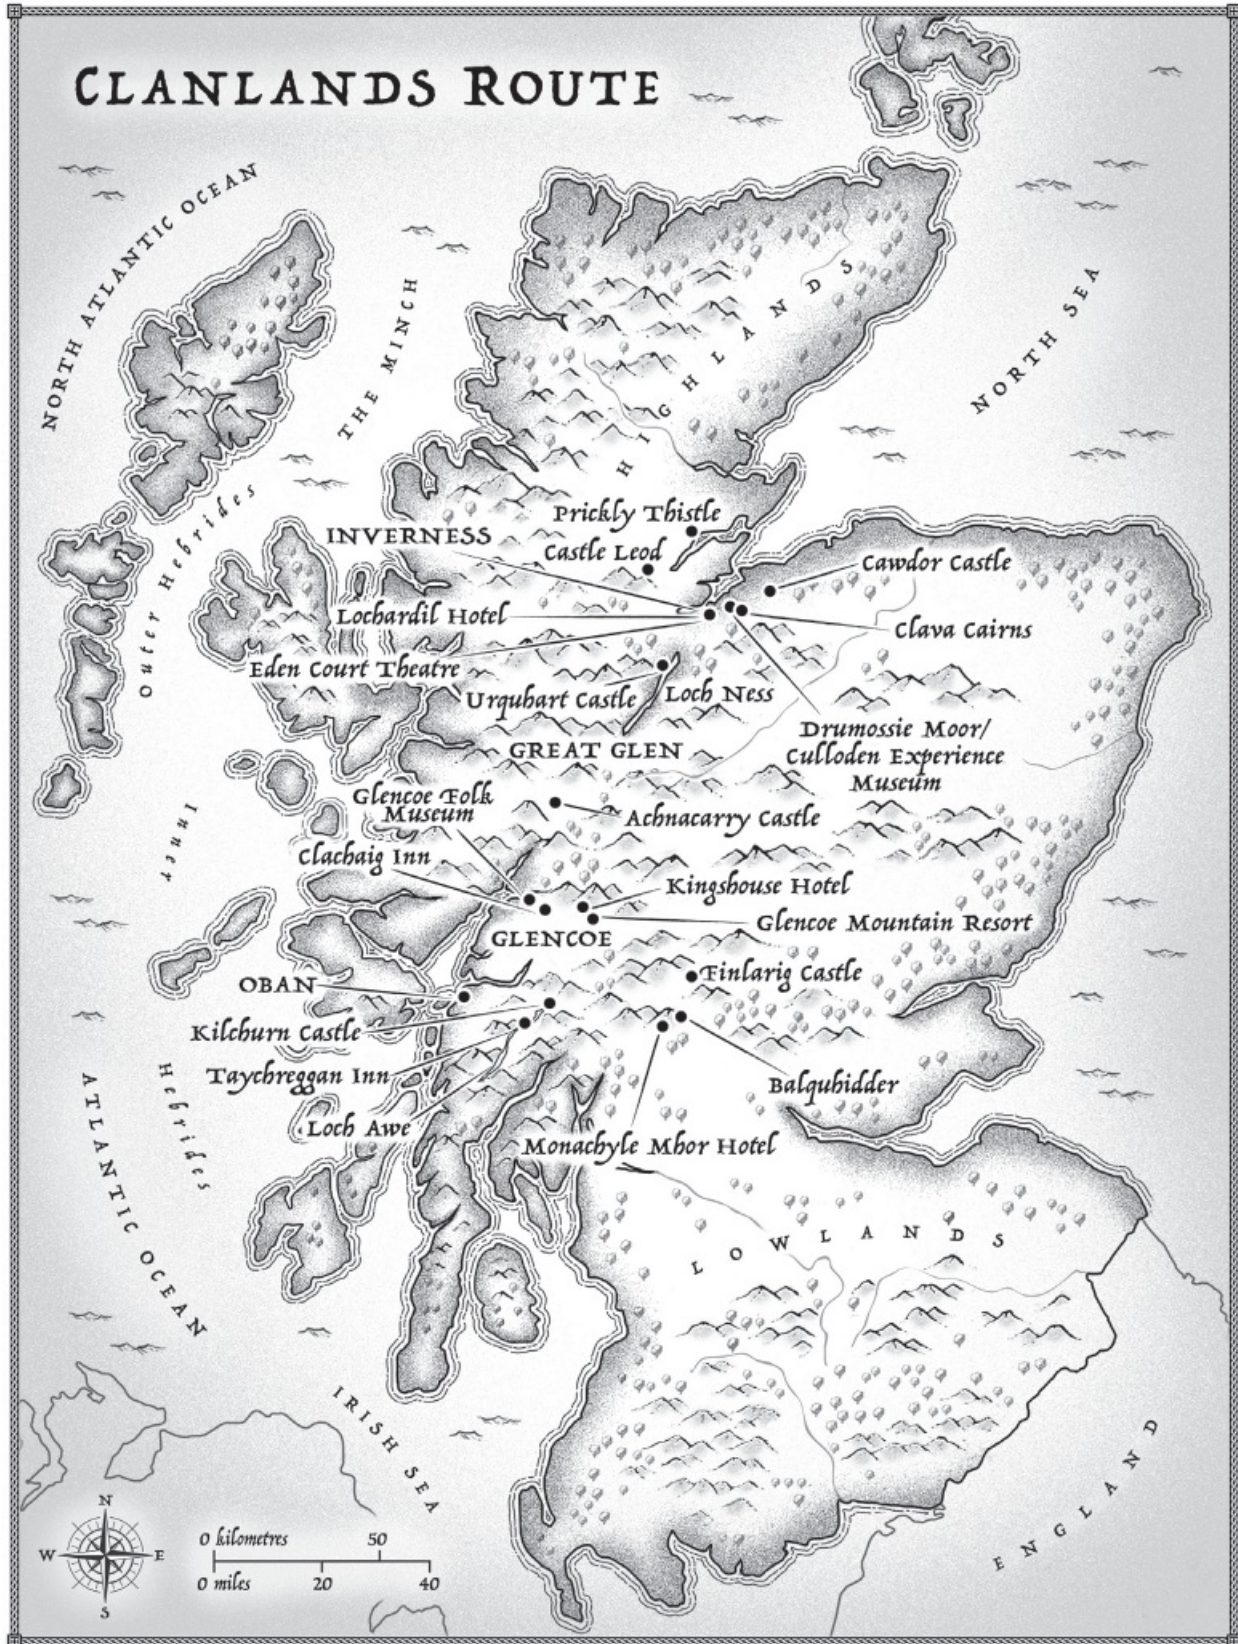 CLANLANDS ROUTE
NORTH ATLANTIC OCEAN
THE MINCH
NORTH SEA
HIGHLANDS
Outer Hebrides
Prickly Thistle
INVERNESS
Castle Leod
Cawdor Castle
Lochardil Hotel
Clava Cairns
Eden Court Theatre
Urquhart Castle
Loch Ness
Drumossie Moor/
Culloden Experience
Museum
GREAT GLEN
Glencoe Folk
Museum
Achnacarry Castle
Inner
Clachaig Inn
Kingshouse Hotel
Glencoe Mountain Resort
GLENCOE
Finlarig Castle
OBAN
Kilchurn Castle
Taychreggan Inn
Balquhidder
Hebrides
Loch Awe
Monachyle Mhor Hotel
ATLANTIC OCEAN
LOWLANDS
IRISH SEA
ENGLAND
N
W
E
S
0 kilometres 50
0 miles 20 40